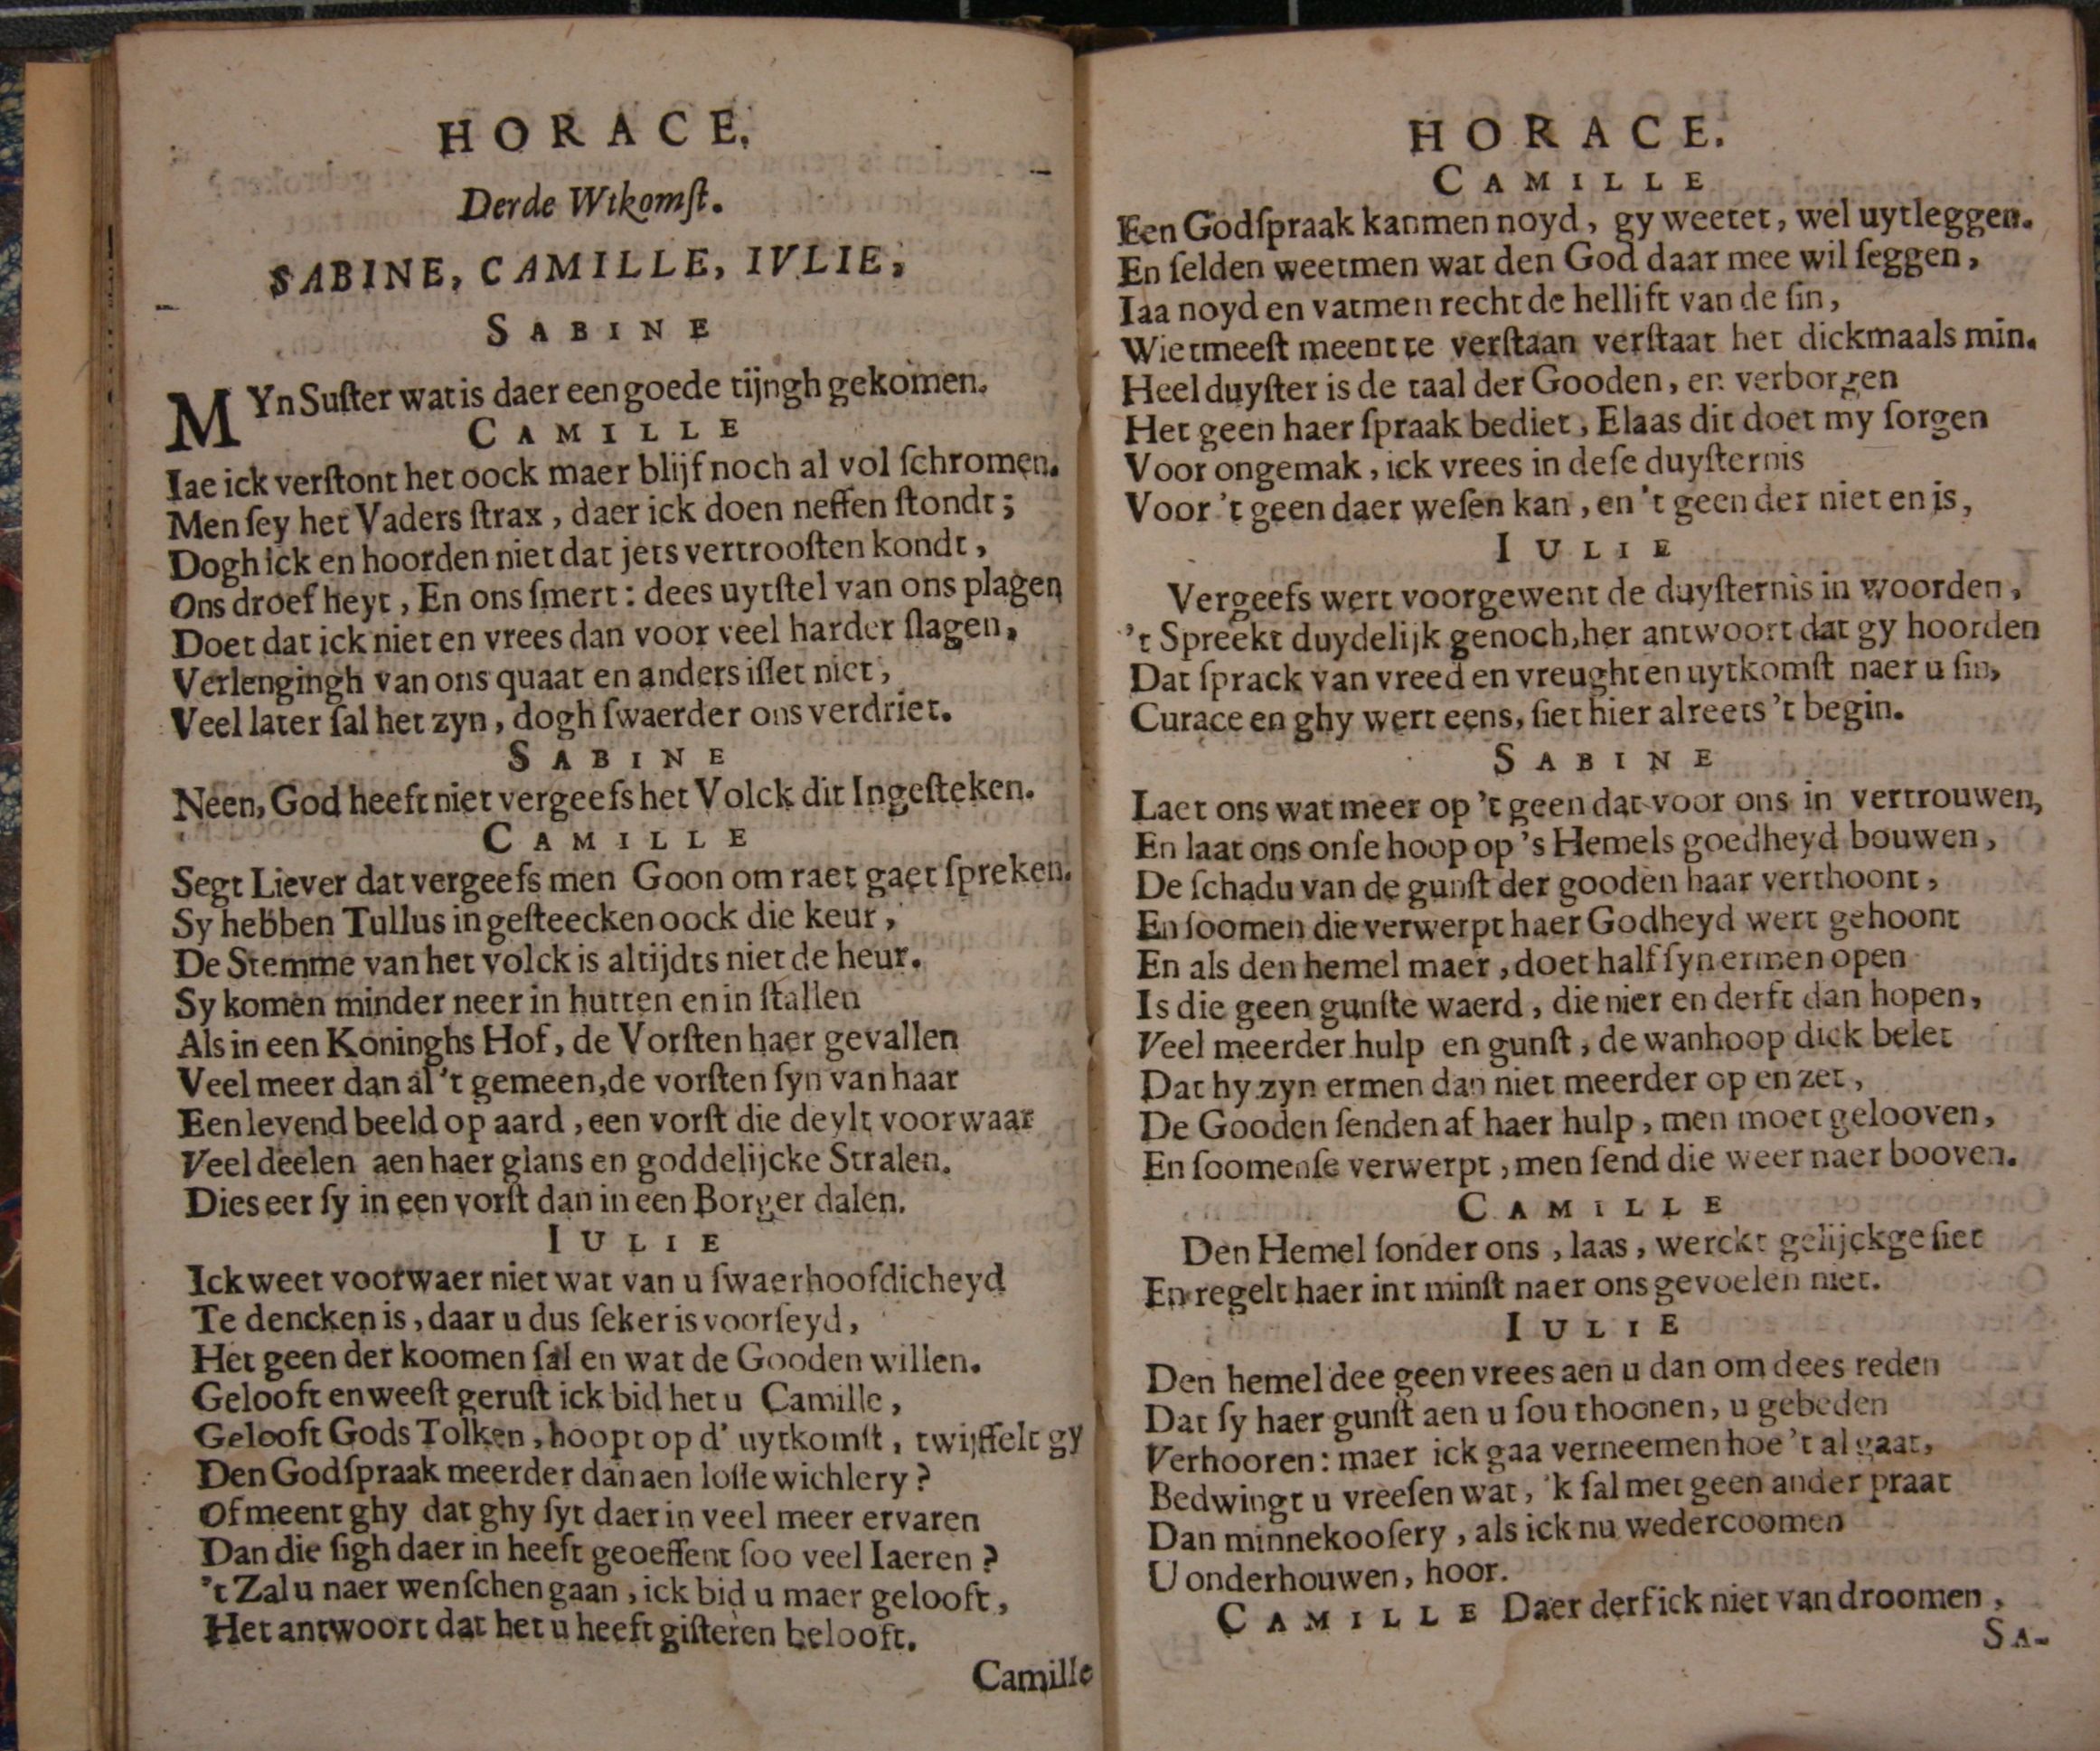 HORACE.
Derde Wtkomſt.
SABINE, CAMILLE, IVLIE,
SABINE
MYn Suſter wat is daer een goede tijngh gekomen.
CAMILLE
Iae ick verſtont het oock maer blijf noch al vol ſchromen.
Men ſey het Vaders ſtrax, daer ick doen neffen ſtondt;
Dogh ick en hoorden niet dat jets vertrooſten kondt,
Ons droef heyt, En ons ſmert: dees uytſtel van ons plagen
Doet dat ick niet en vrees dan voor veel harder ſlagen,
Verlengingh van ons quaat en anders iſſet niet,
Veel later ſal het zyn, dogh ſwaerder ons verdriet.
SABINE
Neen, God heeft niet vergeefs het Volck dit Ingeſteken.
CAMILLE
Segt Liever dat vergeefs men Goon om raet gaet ſpreken.
Sy hebben Tullus ingeſteecken oock die keur,
De Stemme van het volck is altijdts niet de heur.
Sy komen minder neer in hutten en in ſtallen
Als in een Koninghs Hof, de Vorſten haer gevallen
Veel meer dan al 't gemeen, de vorſten ſyn van haar
Een levend beeld op aard, een vorſt die deylt voorwaar
Veel deelen aen haer glans en goddelijcke Stralen.
Dies eer ſy in een vorſt dan in een Borger dalen.
IULIE
Ick weet voorwaer niet wat van u ſwaerhoofdicheyd
Te dencken is, daar u dus ſeker is voorſeyd,
Het geen der koomen ſal en wat de Gooden willen.
Gelooft en weeſt geruſt ick bid het u Camille,
Gelooft Gods Tolken, hoopt op d' uytkomſt, twijffelt gy
Den Godſpraak meerder dan aen loſſe wichlery?
Of meent ghy dat ghy ſyt daer in veel meer ervaren
Dan die ſigh daer in heeft geoeffent ſoo veel Iaeren?
't Zal u naer wenſchen gaan, ick bid u maer gelooft,
Het antwoort dat het u heeft giſteren belooft.
Camille
HORACE.
CAMILLE
Een Godſpraak kanmen noyd, gy weetet, wel uytleggen.
En ſelden weetmen wat den God daar mee wil ſeggen,
Iaa noyd en vatmen recht de hellift van de ſin,
Wie tmeeſt meent te verſtaan verſtaat het dickmaals min.
Heel duyſter is de taal der Gooden, en verborgen
Het geen haer ſpraak bediet, Elaas dit doet my ſorgen
Voor ongemak, ick vrees in deſe duyſternis
Voor 't geen daer weſen kan, en 't geen der niet en is,
IULIE
Vergeefs wert voorgewent de duyſternis in woorden,
't Spreekt duydelijk genoch, her antwoort dat gy hoorden
Dat ſprack van vreed en vreught en uytkomſt naer u ſin,
Curace en ghy wert eens, ſiet hier alreets 't begin.
SABINE
Laet ons wat meer op 't geen dat voor ons in vertrouwen,
En laat ons onſe hoop op 's Hemels goedheyd bouwen,
De ſchadu van de gunſt der gooden haar verthoont,
En ſoomen die verwerpt haer Godheyd wert gehoont
En als den hemel maer, doet half ſyn ermen open
Is die geen gunſte waerd, die niet en derft dan hopen,
Veel meerder hulp en gunſt, de wanhoop dick belet
Dat hy zyn ermen dan niet meerder open zet,
De Gooden ſenden af haer hulp, men moet gelooven,
En ſoomenſe verwerpt, men ſend die weer naer booven.
CAMILLE
Den Hemel ſonder ons, laas, werckt gelijckge ſiet
En regelt haer int minſt naer ons gevoelen niet.
IULIE
Den hemel dee geen vrees aen u dan om dees reden
Dat ſy haer gunſt aen u ſou thoonen, u gebeden
Verhooren: maer ick gaa verneemen hoe 't al gaat,
Bedwingt u vreeſen wat, 'k ſal met geen ander praat
Dan minnekooſery, als ick nu wedercoomen
U onderhouwen, hoor.
CAMILLE Daer derf ick niet van droomen,
SA-